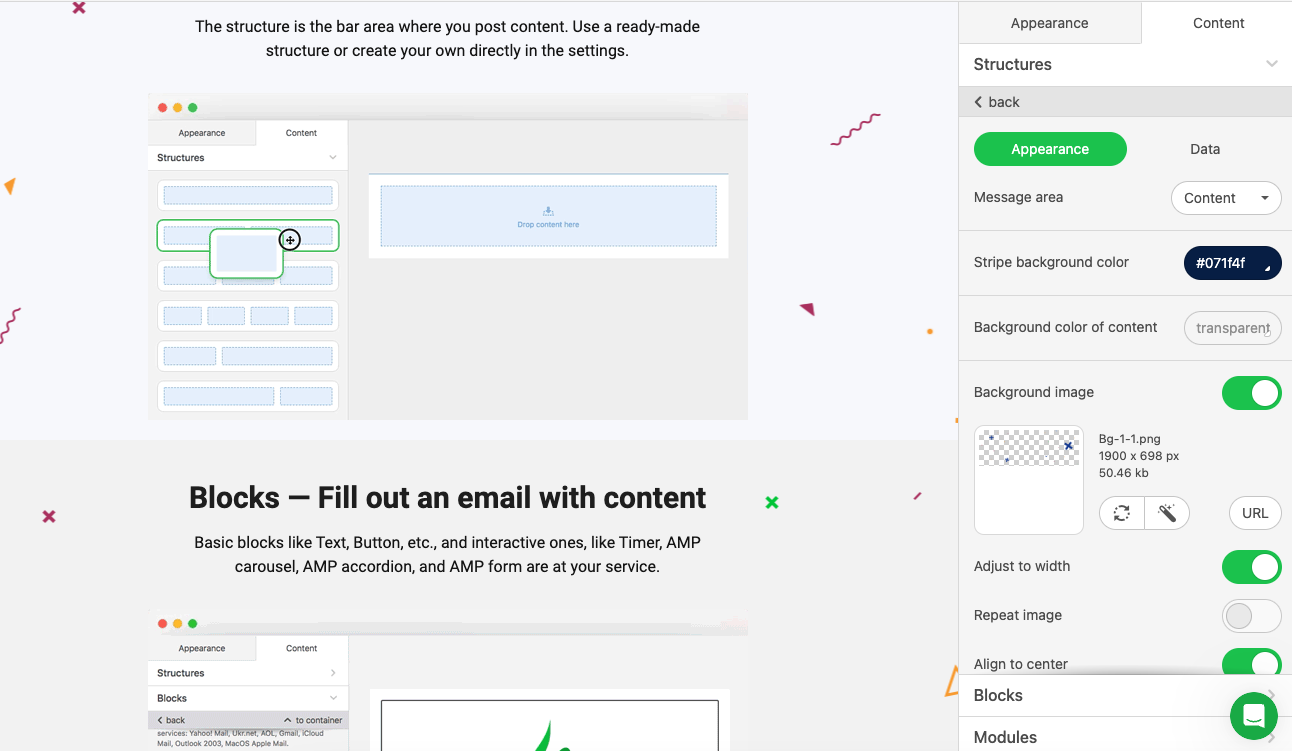 The structure is the bar area where you post content. Use a ready-made
structure or create your own directly in the settings.
Appearance
Content
Structures
Drop content here
Blocks — Fill out an email with content
Basic blocks like Text, Button, etc., and interactive ones, like Timer, AMP
carousel, AMP accordion, and AMP form are at your service.
Appearance
Content
Structures
Blocks
back
to container
services: Yahoo! Mail, Ukr.net, AOL, Gmail, iCloud
Mail, Outlook 2003, MacOS Apple Mail.
Appearance
Content
Structures
back
Appearance
Data
Message area
Content
Stripe background color
#071f4f
Background color of content
transparent
Background image
Bg-1-1.png
1900 x 698 px
50.46 kb
URL
Adjust to width
Repeat image
Align to center
Blocks
Modules